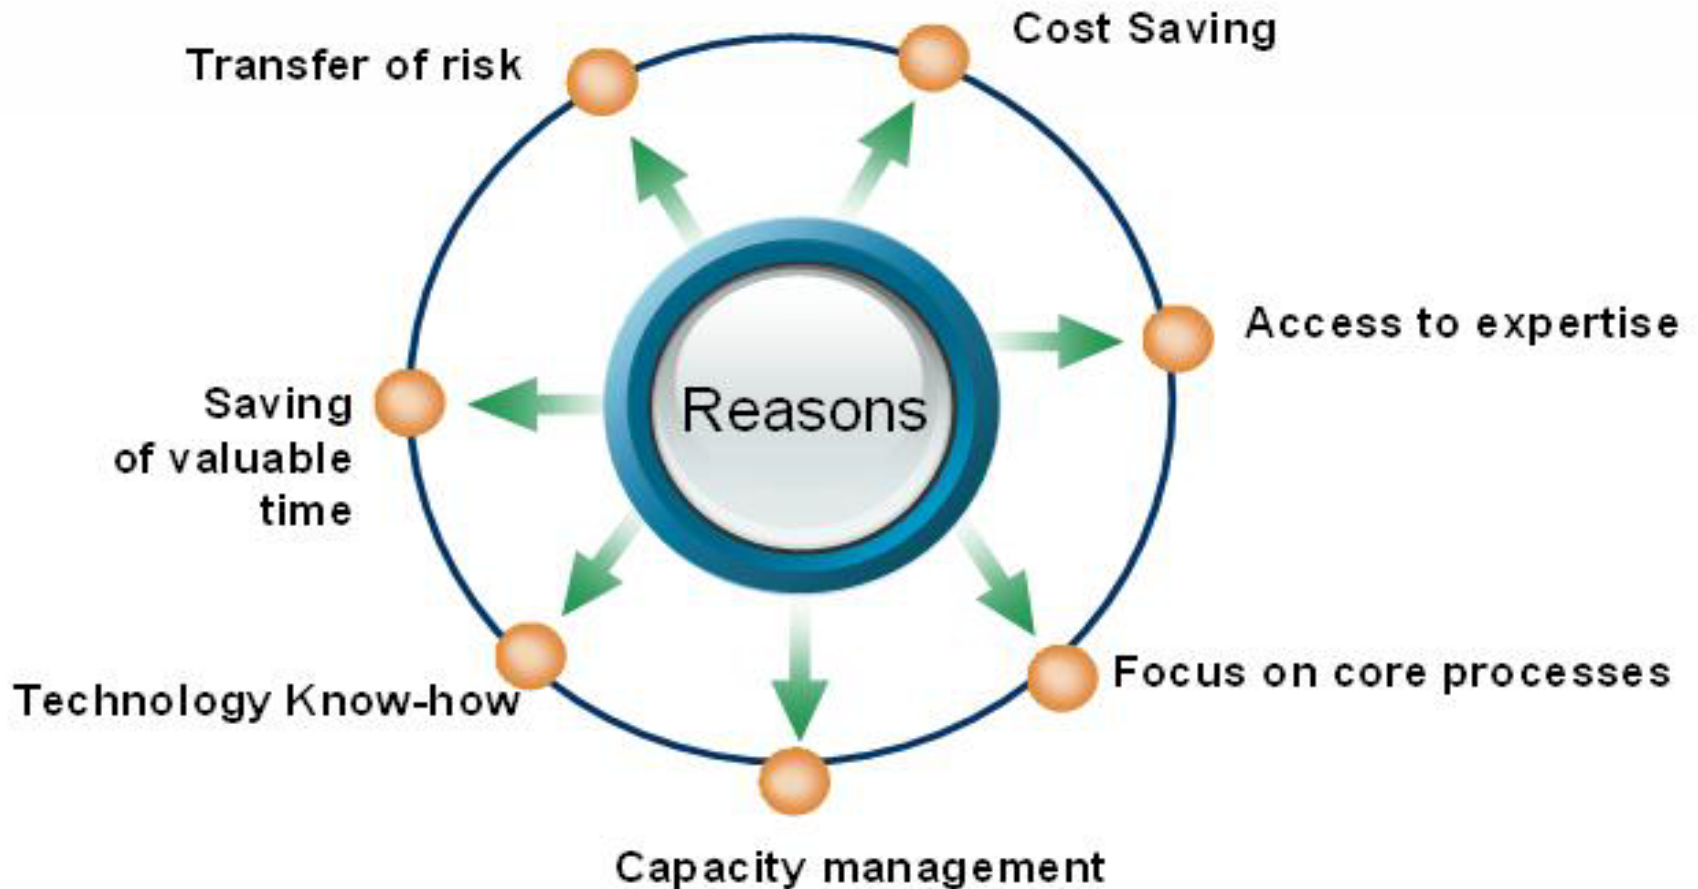 Cost Saving
Transfer of risk
Access to expertise
Reasons
Saving
of valuable
time
Focus on core processes
Technology Know-how
Capacity management